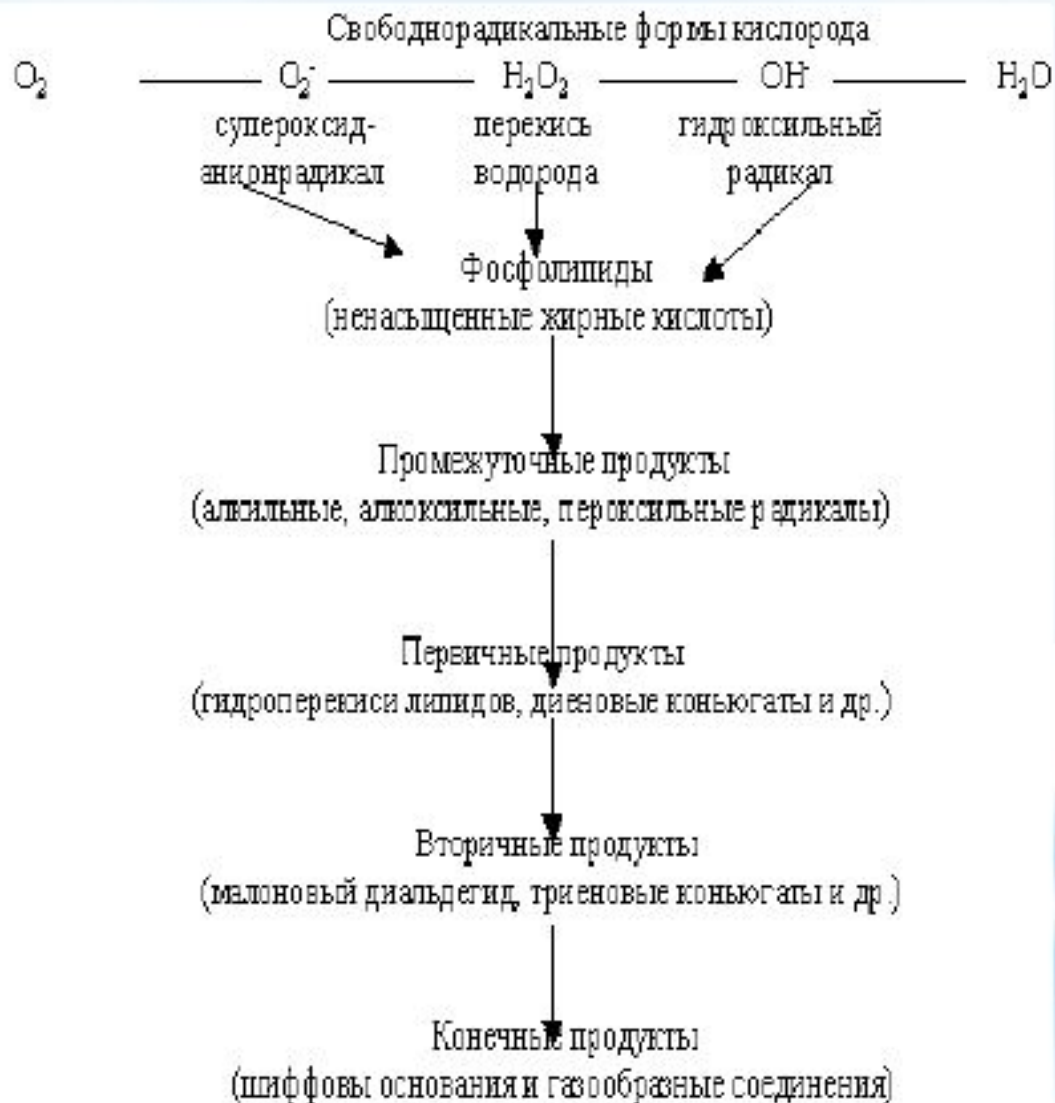 Свободнорадикальные формы кислорода
O₂ O₂⁻ H₂O₂ OH⁻ H₂O
супероксид- перекись гидроксильный
анионрадикал водорода радикал
Фосфолипиды
(ненасыщенные жирные кислоты)
Промежуточные продукты
(алкильные, алкоксильные, пероксильные радикалы)
Первичные продукты
(гидроперекиси липидов, диеновые коньюгаты и др.)
Вторичные продукты
(малоновый диальдегид, триеновые коньюгаты и др.)
Конечные продукты
(шиффовы основания и газообразные соединения)